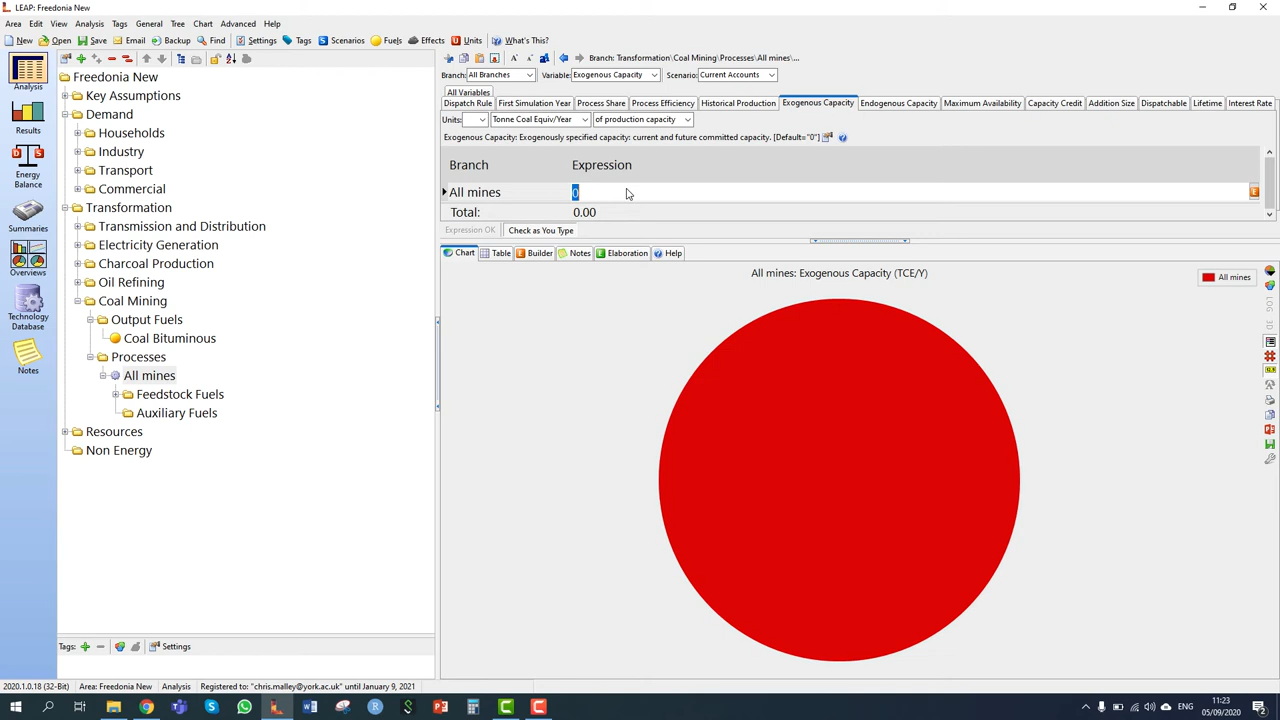 LEAP: Freedonia New
Area Edit View Analysis Tags General Tree Chart Advanced Help
New Open Save Email Backup Find Settings Tags Scenarios Fuels Effects Units What's This?
Analysis
Results
Energy
Balance
Summaries
Overviews
Technology
Database
Notes
Freedonia New
Key Assumptions
Demand
Households
Industry
Transport
Commercial
Transformation
Transmission and Distribution
Electricity Generation
Charcoal Production
Oil Refining
Coal Mining
Output Fuels
Coal Bituminous
Processes
All mines
Feedstock Fuels
Auxiliary Fuels
Resources
Non Energy
Tags: Settings
Branch: Transformation\Coal Mining\Processes\All mines\...
Branch: All Branches Variable: Exogenous Capacity Scenario: Current Accounts
All Variables
Dispatch Rule First Simulation Year Process Share Process Efficiency Historical Production Exogenous Capacity Endogenous Capacity Maximum Availability Capacity Credit Addition Size Dispatchable Lifetime Interest Rate
Units: Tonne Coal Equiv/Year of production capacity
Exogenous Capacity: Exogenously specified capacity: current and future committed capacity. [Default="0"]
Branch Expression
All mines 0 E
Total: 0.00
Expression OK Check as You Type
Chart Table Builder Notes Elaboration Help
All mines: Exogenous Capacity (TCE/Y)
All mines
LOG
3D
2020.1.0.18 (32-Bit) Area: Freedonia New Analysis Registered to: "chris.malley@york.ac.uk" until January 9, 2021
ENG
11:23
05/09/2020
2